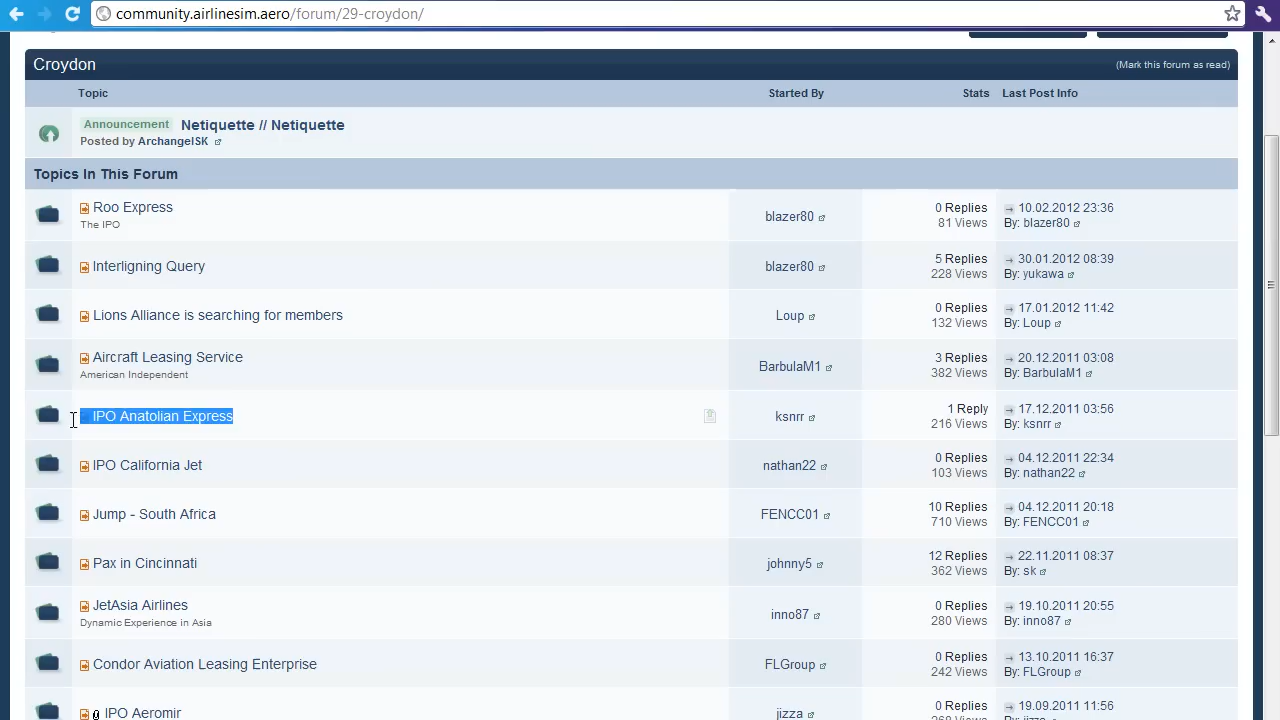 community.airlinesim.aero/forum/29-croydon/
Croydon
(Mark this forum as read)
Topic Started By Stats Last Post Info
Announcement Netiquette // Netiquette
Posted by ArchangelSK
Topics In This Forum
Roo Express
The IPO
blazer80
0 Replies
81 Views
10.02.2012 23:36
By: blazer80
Interligning Query
blazer80
5 Replies
228 Views
30.01.2012 08:39
By: yukawa
Lions Alliance is searching for members
Loup
0 Replies
132 Views
17.01.2012 11:42
By: Loup
Aircraft Leasing Service
American Independent
BarbulaM1
3 Replies
382 Views
20.12.2011 03:08
By: BarbulaM1
IPO Anatolian Express
ksnrr
1 Reply
216 Views
17.12.2011 03:56
By: ksnrr
IPO California Jet
nathan22
0 Replies
103 Views
04.12.2011 22:34
By: nathan22
Jump - South Africa
FENCC01
10 Replies
710 Views
04.12.2011 20:18
By: FENCC01
Pax in Cincinnati
johnny5
12 Replies
362 Views
22.11.2011 08:37
By: sk
JetAsia Airlines
Dynamic Experience in Asia
inno87
0 Replies
280 Views
19.10.2011 20:55
By: inno87
Condor Aviation Leasing Enterprise
FLGroup
0 Replies
242 Views
13.10.2011 16:37
By: FLGroup
IPO Aeromir
jizza
0 Replies
19.09.2011 11:56